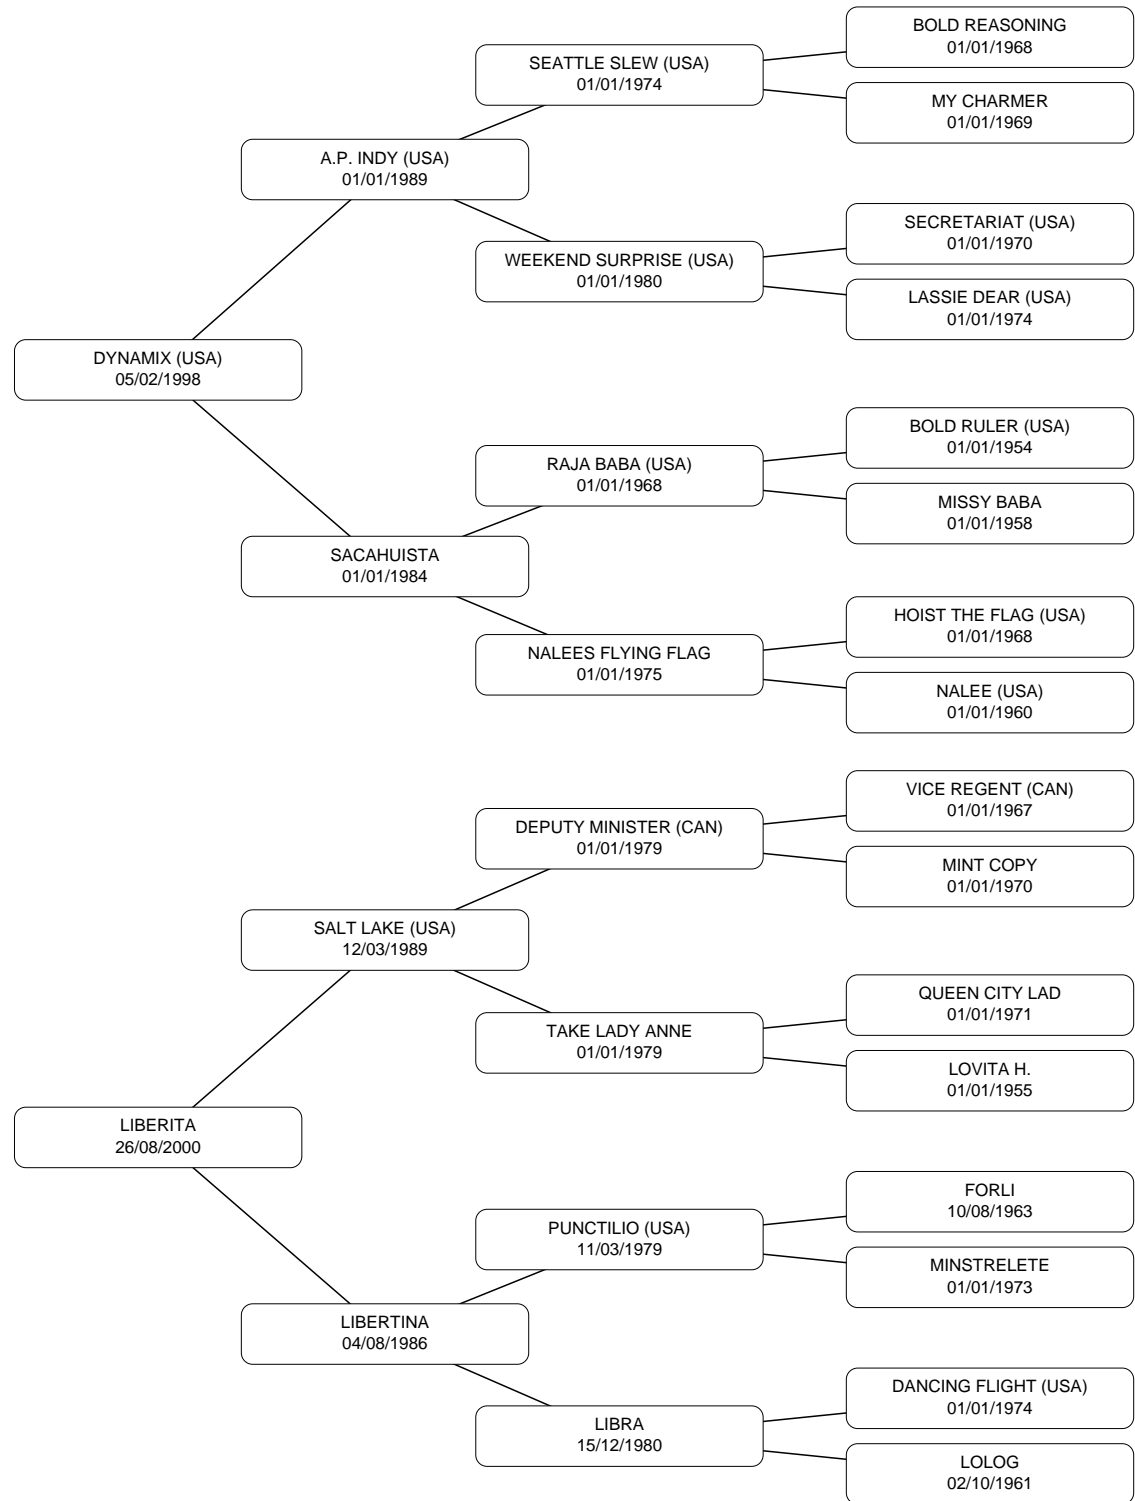 BOLD REASONING
01/01/1968
SEATTLE SLEW (USA)
01/01/1974
MY CHARMER
01/01/1969
A.P. INDY (USA)
01/01/1989
SECRETARIAT (USA)
01/01/1970
WEEKEND SURPRISE (USA)
01/01/1980
LASSIE DEAR (USA)
01/01/1974
DYNAMIX (USA)
05/02/1998
BOLD RULER (USA)
01/01/1954
RAJA BABA (USA)
01/01/1968
MISSY BABA
01/01/1958
SACAHUISTA
01/01/1984
HOIST THE FLAG (USA)
01/01/1968
NALEES FLYING FLAG
01/01/1975
NALEE (USA)
01/01/1960
VICE REGENT (CAN)
01/01/1967
DEPUTY MINISTER (CAN)
01/01/1979
MINT COPY
01/01/1970
SALT LAKE (USA)
12/03/1989
QUEEN CITY LAD
01/01/1971
TAKE LADY ANNE
01/01/1979
LOVITA H.
01/01/1955
LIBERITA
26/08/2000
FORLI
10/08/1963
PUNCTILIO (USA)
11/03/1979
MINSTRELETE
01/01/1973
LIBERTINA
04/08/1986
DANCING FLIGHT (USA)
01/01/1974
LIBRA
15/12/1980
LOLOG
02/10/1961